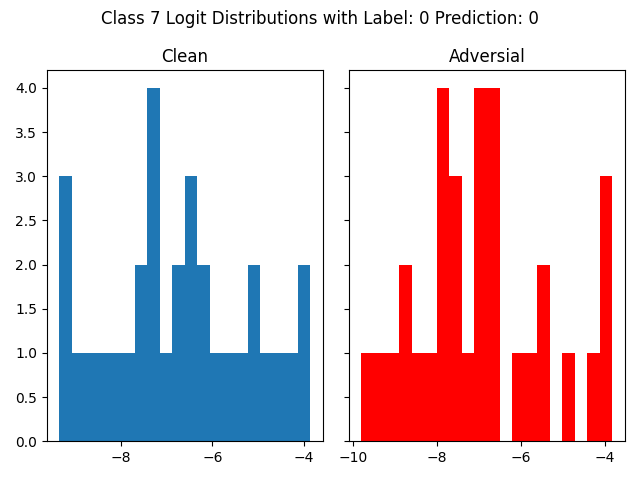 Class 7 Logit Distributions with Label: 0 Prediction: 0
Clean
Adversial
4.0
3.5
3.0
2.5
2.0
1.5
1.0
0.5
0.0
−8 −6 −4
−10 −8 −6 −4